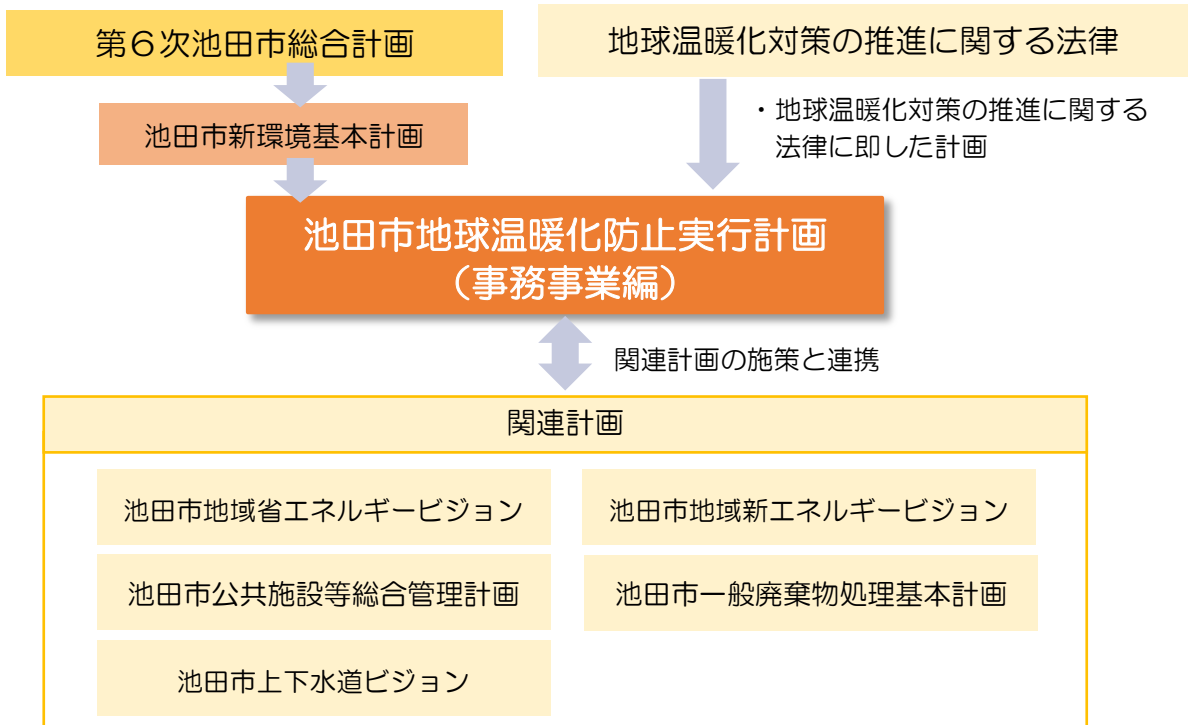 第６次池田市総合計画
地球温暖化対策の推進に関する法律
池田市新環境基本計画
・地球温暖化対策の推進に関する
法律に即した計画
池田市地球温暖化防止実行計画
（事務事業編）
関連計画の施策と連携
関連計画
池田市地域省エネルギービジョン
池田市地域新エネルギービジョン
池田市公共施設等総合管理計画
池田市一般廃棄物処理基本計画
池田市上下水道ビジョン